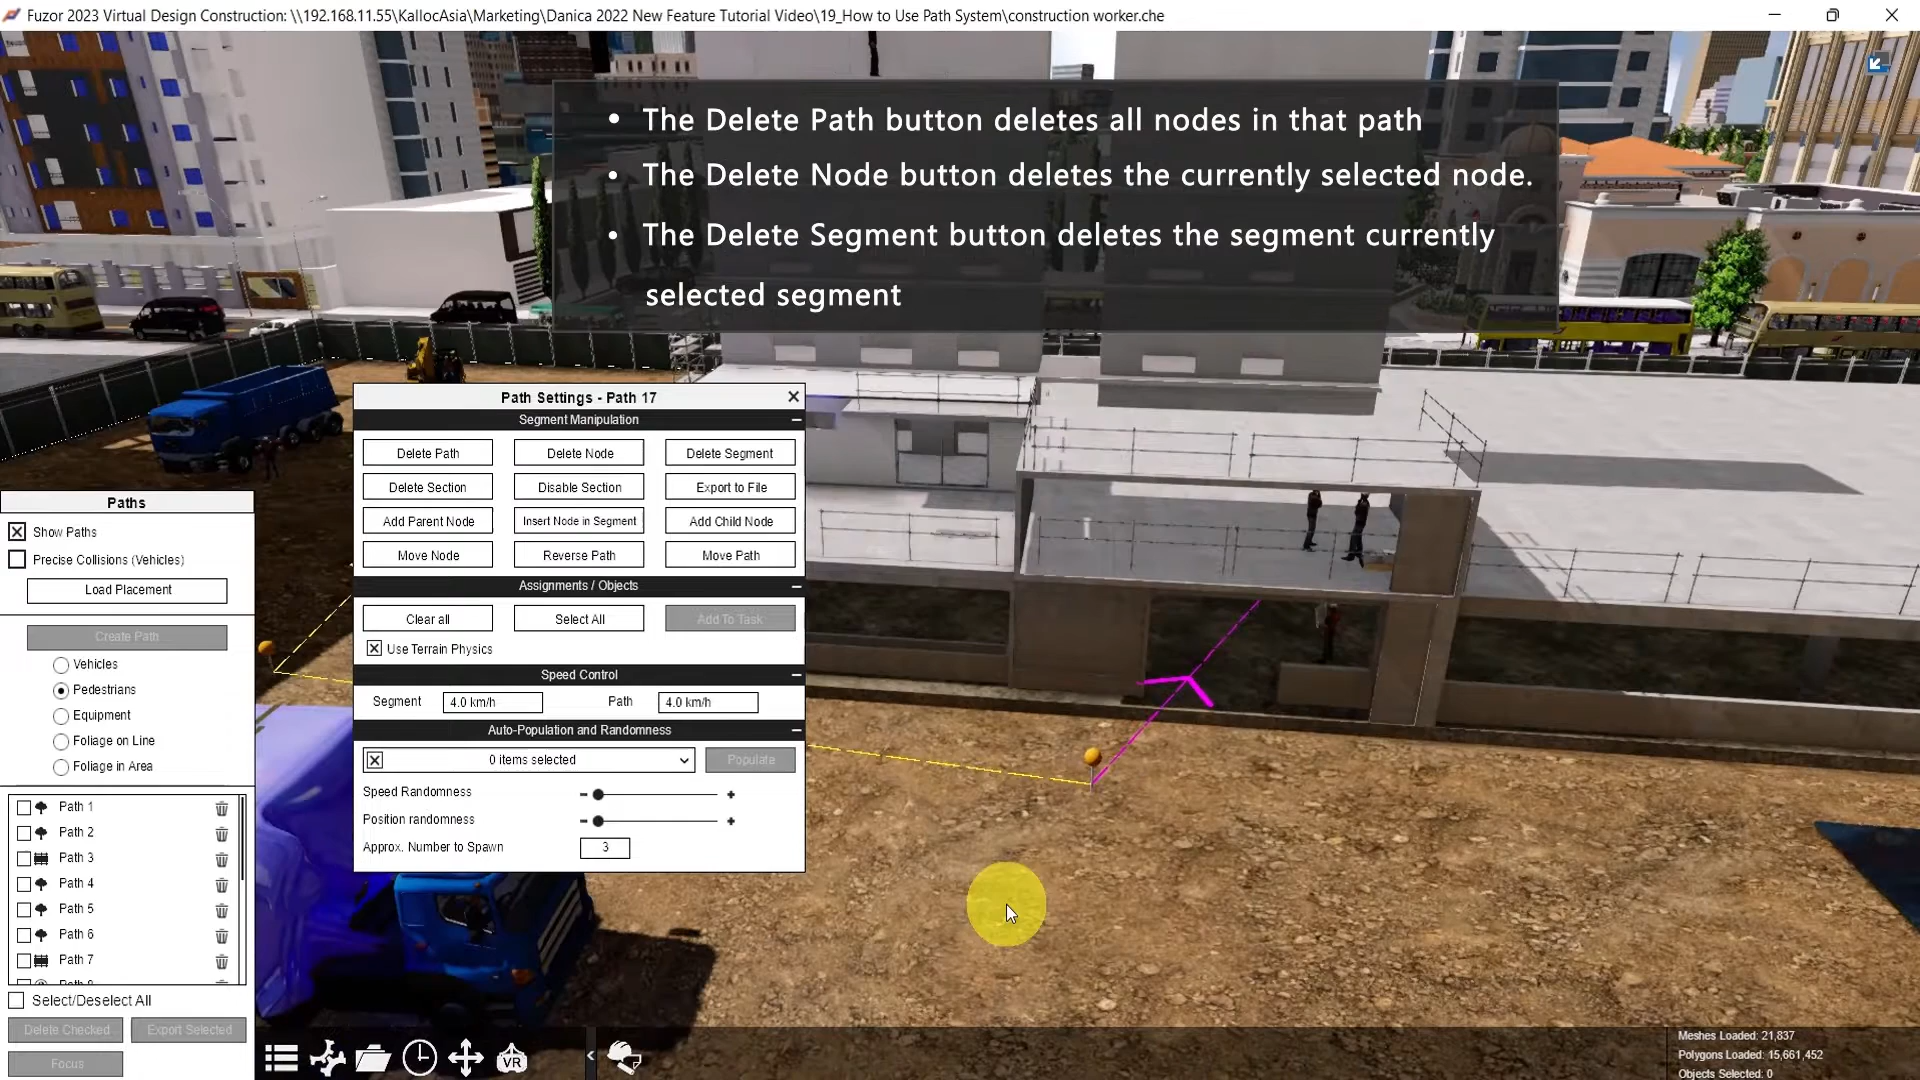 Fuzor 2023 Virtual Design Construction: \\192.168.11.55\KallocAsia\Marketing\Danica 2022 New Feature Tutorial Video\19_How to Use Path System\construction worker.che
• The Delete Path button deletes all nodes in that path
• The Delete Node button deletes the currently selected node.
• The Delete Segment button deletes the segment currently
selected segment
Path Settings - Path 17
Segment Manipulation
Delete Path Delete Node Delete Segment
Delete Section Disable Section Export to File
Add Parent Node Insert Node in Segment Add Child Node
Move Node Reverse Path Move Path
Assignments / Objects
Clear all Select All Add To Task
Use Terrain Physics
Speed Control
Segment 4.0 km/h Path 4.0 km/h
Auto-Population and Randomness
0 items selected Populate
Speed Randomness
Position randomness
Approx. Number to Spawn 3
Paths
Show Paths
Precise Collisions (Vehicles)
Load Placement
Create Path
Vehicles
Pedestrians
Equipment
Foliage on Line
Foliage in Area
Path 1
Path 2
Path 3
Path 4
Path 5
Path 6
Path 7
Select/Deselect All
Delete Checked Export Selected
Focus
VR
Meshes Loaded: 21,837
Polygons Loaded: 15,661,452
Objects Selected: 0